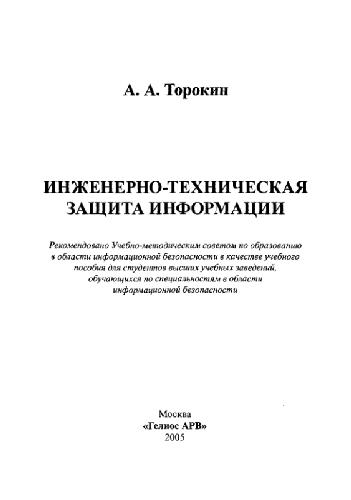 А. А. Торокин
ИНЖЕНЕРНО-ТЕХНИЧЕСКАЯ
ЗАЩИТА ИНФОРМАЦИИ
Рекомендовано Учебно-методическим советом по образованию
в области информационной безопасности в качестве учебного
пособия для студентов высших учебных заведений,
обучающихся по специальностям в области
информационной безопасности
Москва
«Гелиос АРВ»
2005